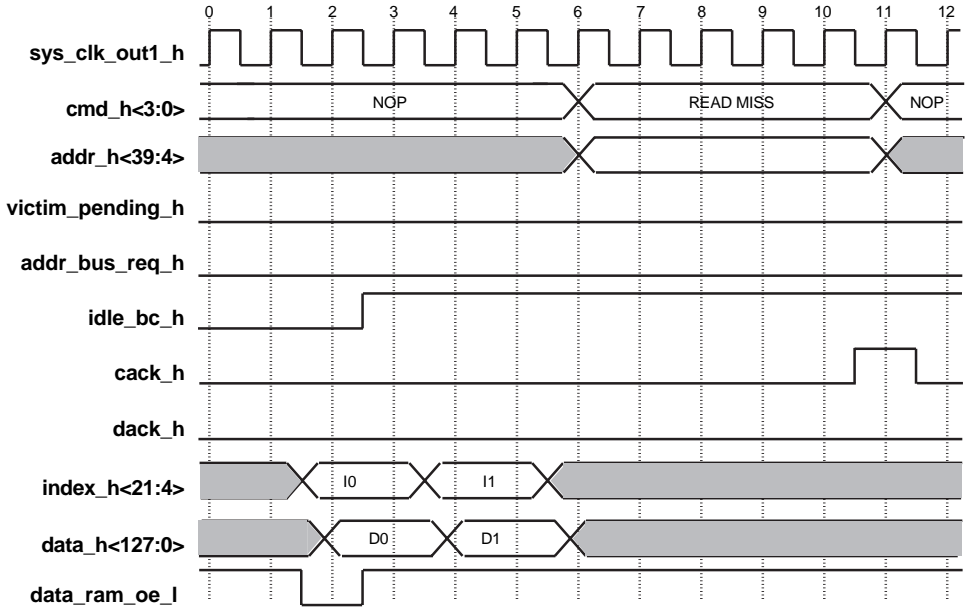 0 1 2 3 4 5 6 7 8 9 10 11 12
sys_clk_out1_h
cmd_h<3:0> NOP READ MISS NOP
addr_h<39:4>
victim_pending_h
addr_bus_req_h
idle_bc_h
cack_h
dack_h
index_h<21:4> I0 I1
data_h<127:0> D0 D1
data_ram_oe_l